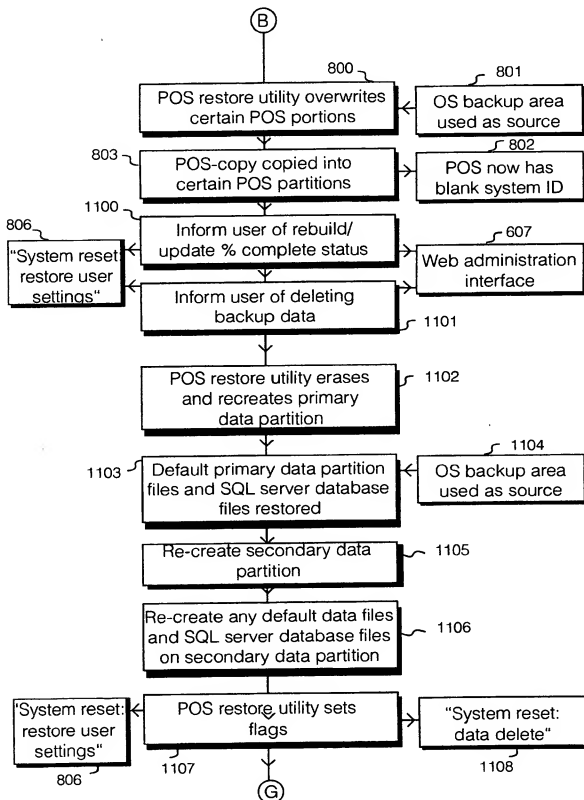 B
800
801
POS restore utility overwrites
certain POS portions
OS backup area
used as source
803
802
POS-copy copied into
certain POS partitions
POS now has
blank system ID
1100
806
607
Inform user of rebuild/
update % complete status
"System reset:
restore user
settings"
Web administration
interface
Inform user of deleting
backup data
1101
POS restore utility erases
and recreates primary
data partition
1102
1103
1104
Default primary data partition
files and SQL server database
files restored
OS backup area
used as source
Re-create secondary data
partition
1105
Re-create any default data files
and SQL server database files
on secondary data partition
1106
"System reset:
restore user
settings"
POS restore utility sets
flags
"System reset:
data delete"
806
1107
1108
G